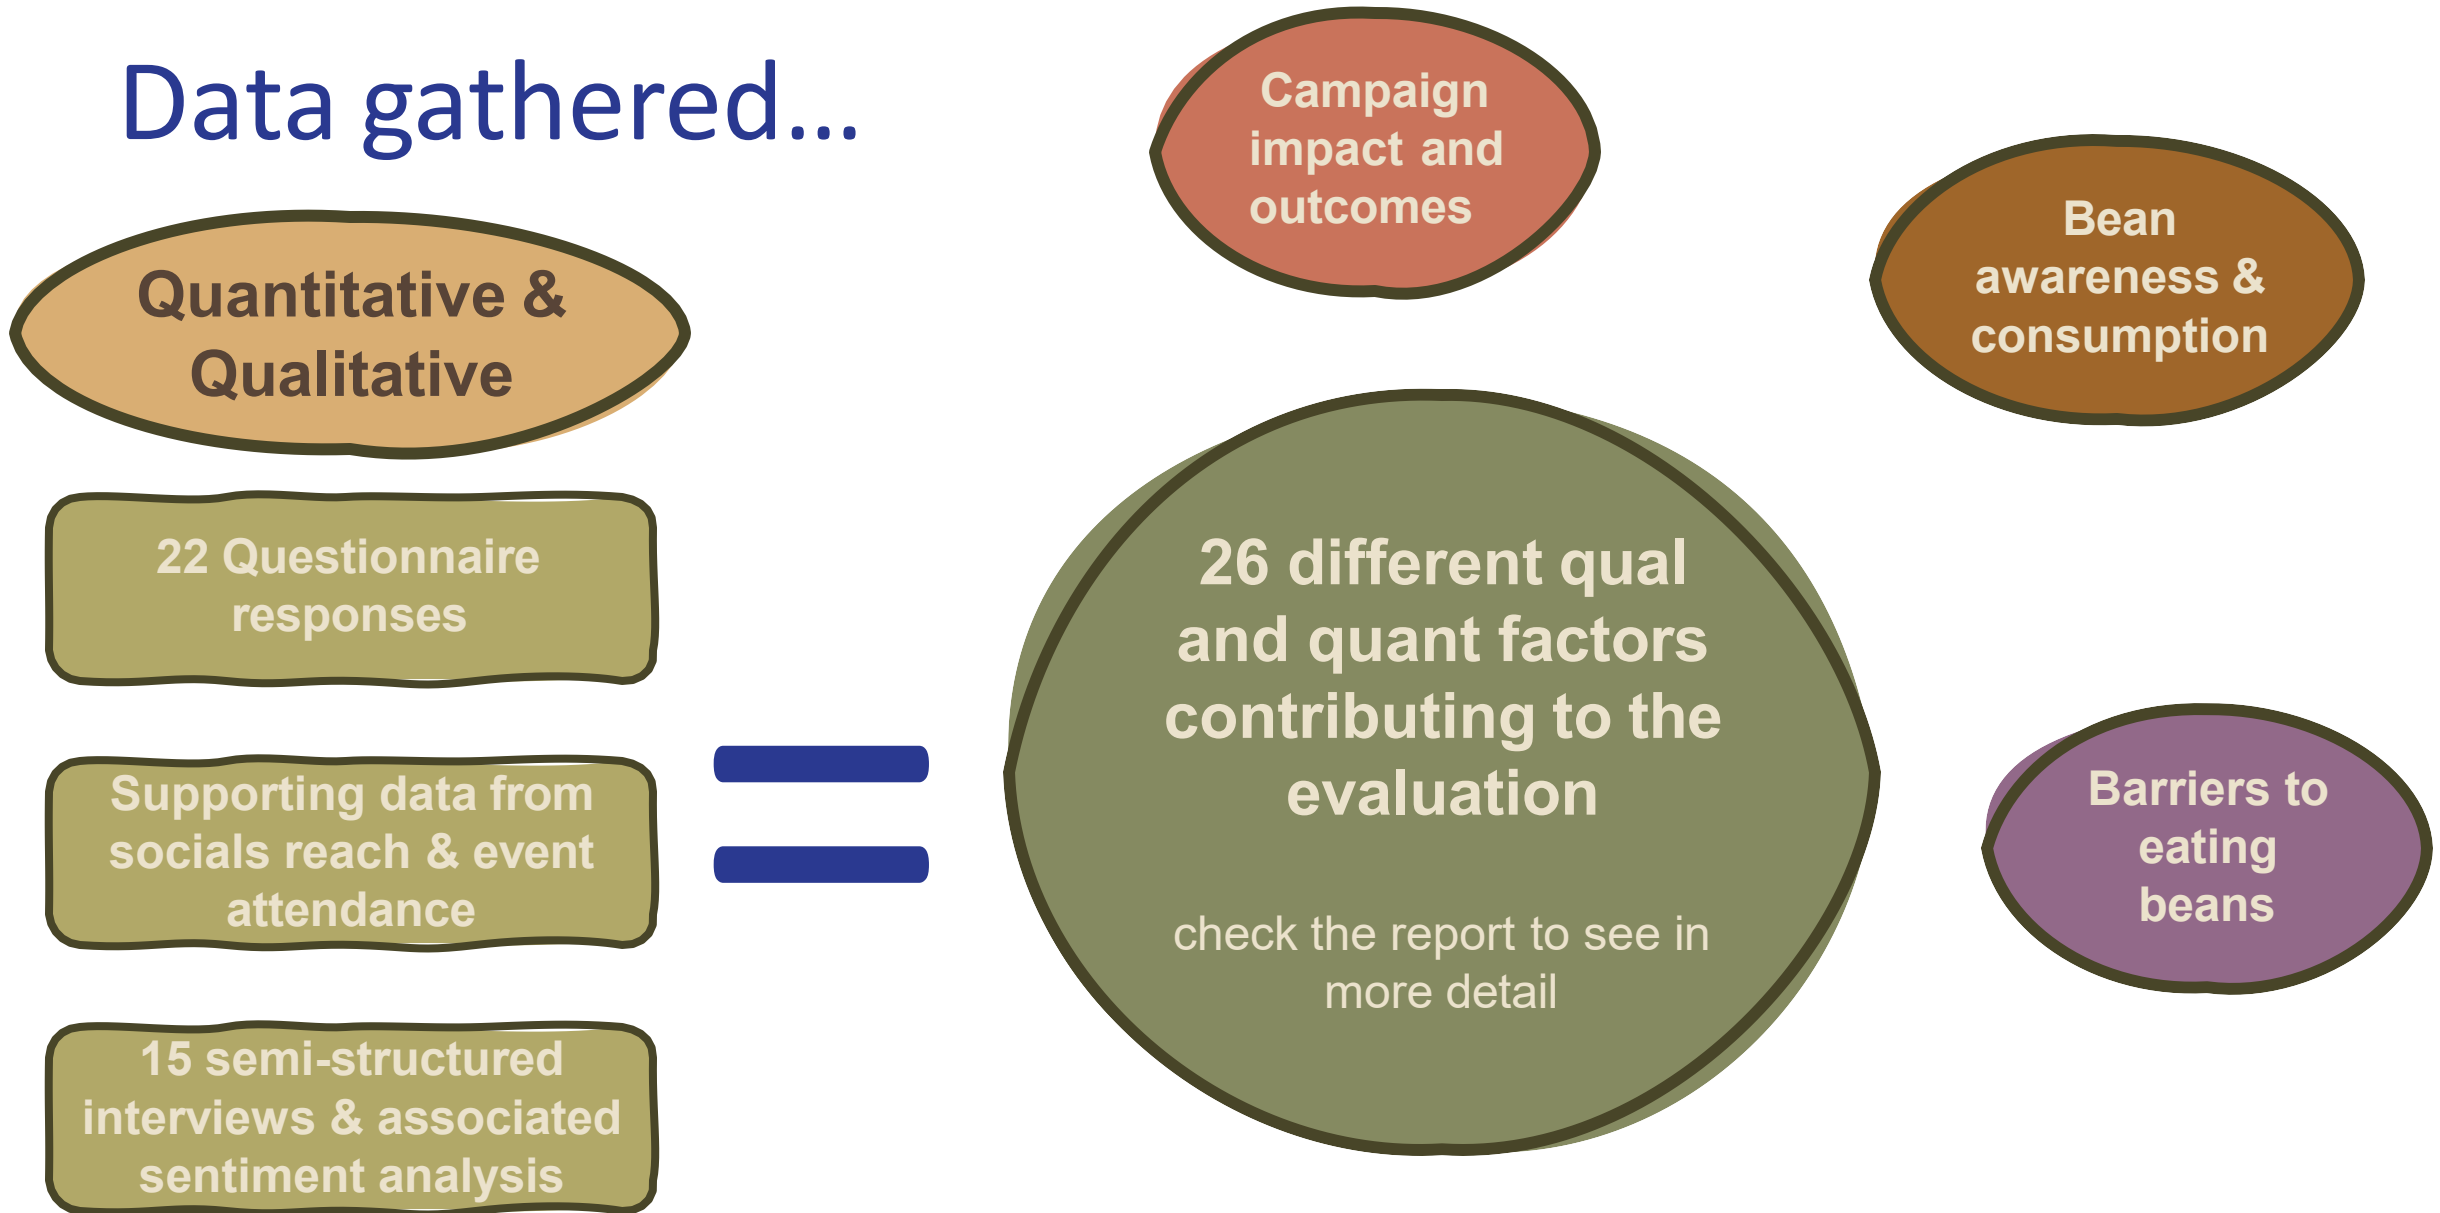 Data gathered...
Quantitative &
Qualitative
22 Questionnaire
responses
Supporting data from
socials reach & event
attendance
15 semi-structured
interviews & associated
sentiment analysis
26 different qual
and quant factors
contributing to the
evaluation
check the report to see in
more detail
Campaign
impact and
outcomes
Bean
awareness &
consumption
Barriers to
eating
beans